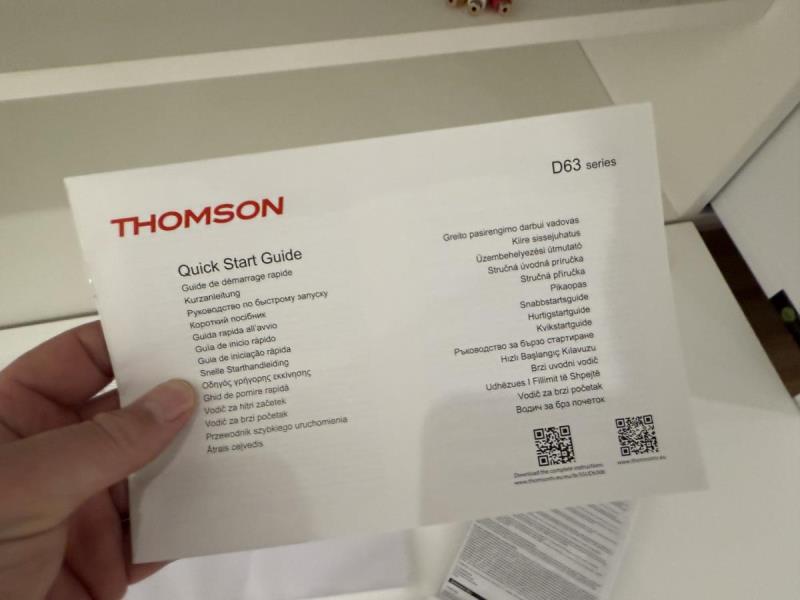 THOMSON
D63 series
Quick Start Guide
Guide de démarrage rapide
Kurzanleitung
Руководство по быстрому запуску
Короткий посібник
Guida rapida all'avvio
Guía de inicio rápido
Guia de iniciação rápida
Snelle Starthandleiding
Οδηγός γρήγορης εκκίνησης
Ghid de pornire rapidă
Vodič za hitri začetek
Vodič za brzi početak
Przewodnik szybkiego uruchomienia
Ātrais ceļvedis
Greito pasirengimo darbui vadovas
Kiire sissejuhatus
Üzembehelyezési útmutató
Stručná úvodná príručka
Stručná příručka
Pikaopas
Snabbstartsguide
Hurtigstartguide
Kvikstartguide
Ръководство за бързо стартиране
Hızlı Başlangıç Kılavuzu
Brzi uvodni vodič
Udhëzues I Fillimit të Shpejtë
Vodič za brzi početak
Водич за брз почеток
Download the complete instructions: